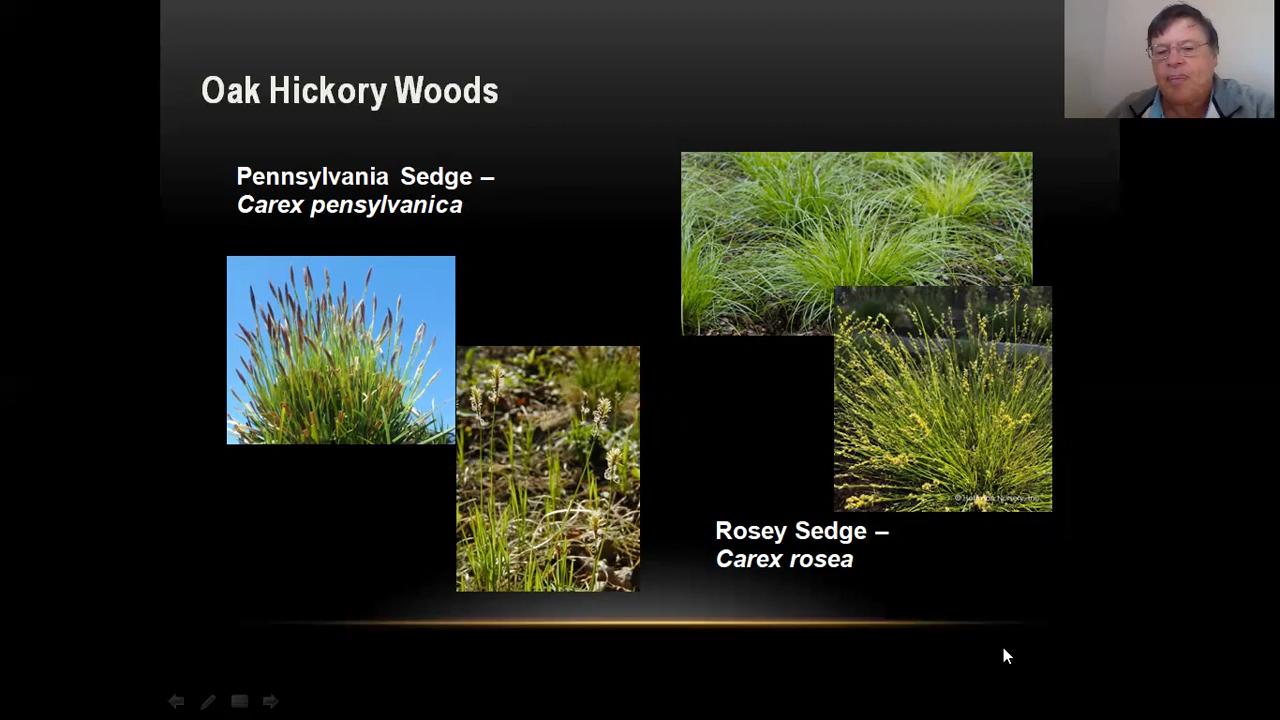 Oak Hickory Woods
Pennsylvania Sedge –
Carex pensylvanica
Rosey Sedge –
Carex rosea